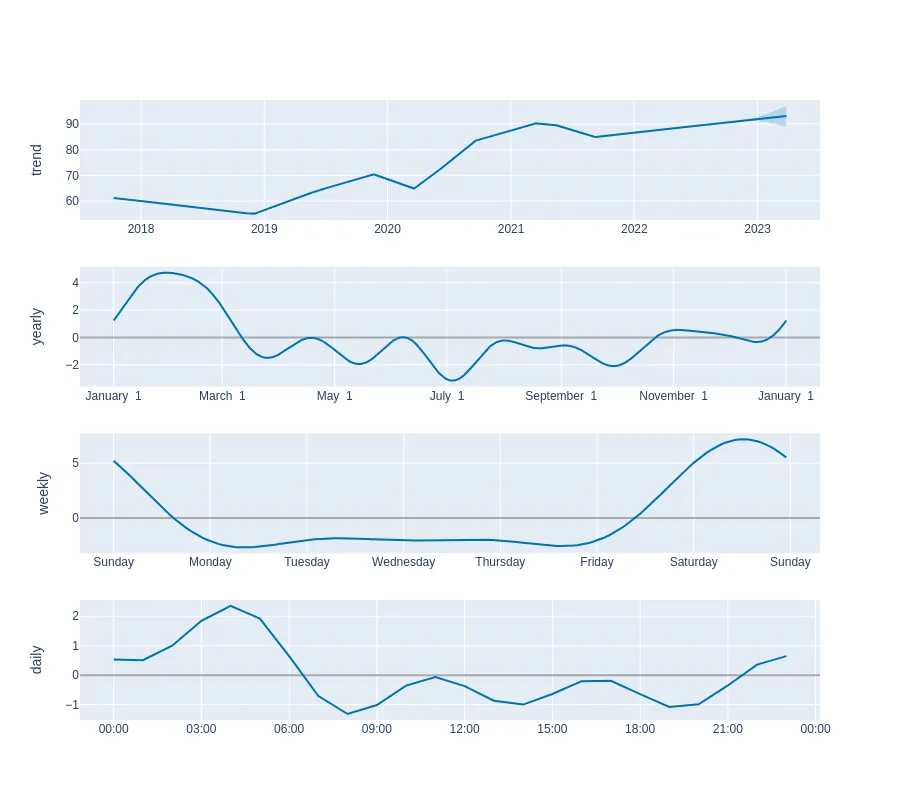 trend
90
80
70
60
2018 2019 2020 2021 2022 2023
yearly
4
2
0
−2
January 1 March 1 May 1 July 1 September 1 November 1 January 1
weekly
5
0
Sunday Monday Tuesday Wednesday Thursday Friday Saturday Sunday
daily
2
1
0
−1
00:00 03:00 06:00 09:00 12:00 15:00 18:00 21:00 00:00